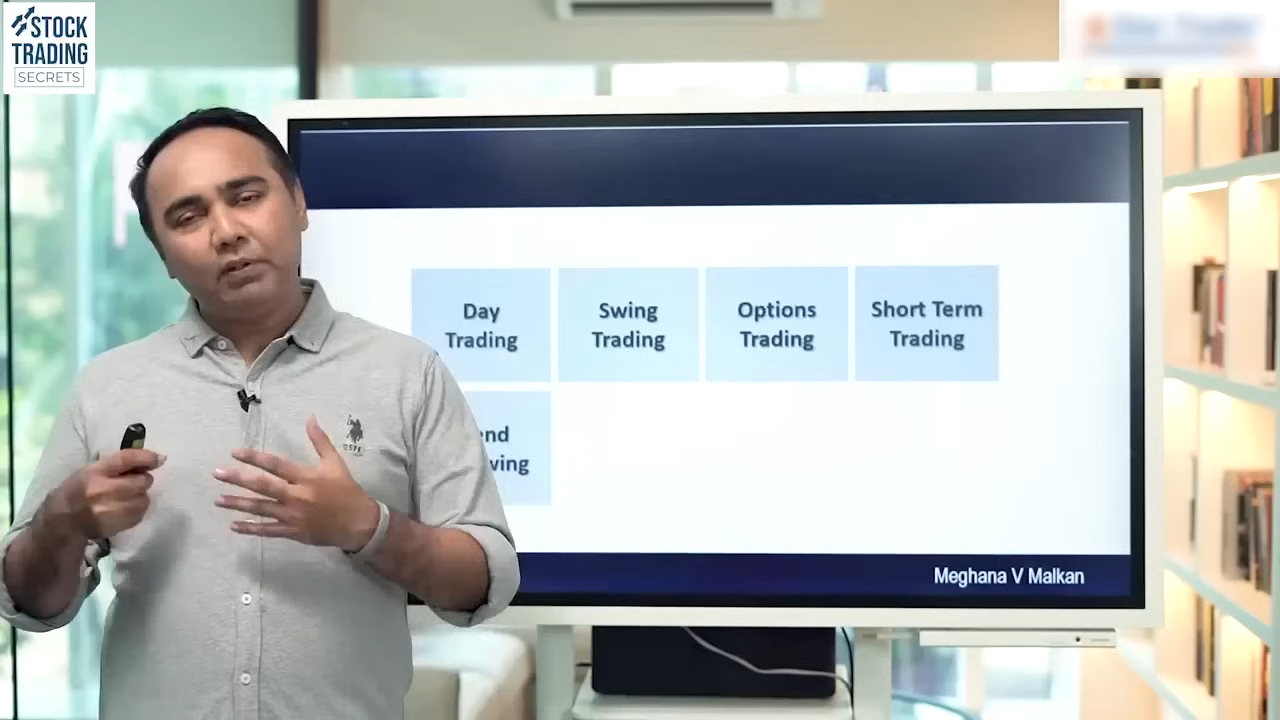 STOCK
TRADING
SECRETS
Day
Trading
Swing
Trading
Options
Trading
Short Term
Trading
Meghana V Malkan